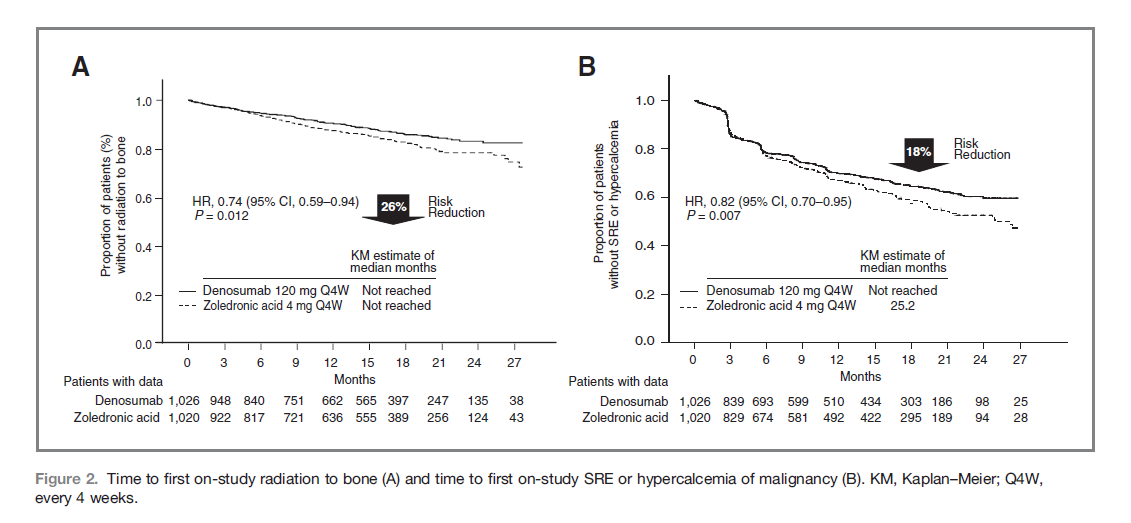 A
Proportion of patients (%)
without radiation to bone
1.0
0.8
0.6
0.4
0.2
0.0
HR, 0.74 (95% CI, 0.59–0.94)
P = 0.012
26%
Risk
Reduction
KM estimate of
median months
Denosumab 120 mg Q4W Not reached
Zoledronic acid 4 mg Q4W Not reached
0 3 6 9 12 15 18 21 24 27
Months
Patients with data
Denosumab 1,026 948 840 751 662 565 397 247 135 38
Zoledronic acid 1,020 922 817 721 636 555 389 256 124 43
B
Proportion of patients
without SRE or hypercalcemia
1.0
0.8
0.6
0.4
0.2
0.0
18%
Risk
Reduction
HR, 0.82 (95% CI, 0.70–0.95)
P = 0.007
KM estimate of
median months
Denosumab 120 mg Q4W Not reached
Zoledronic acid 4 mg Q4W 25.2
0 3 6 9 12 15 18 21 24 27
Months
Patients with data
Denosumab 1,026 839 693 599 510 434 303 186 98 25
Zoledronic acid 1,020 829 674 581 492 422 295 189 94 28
Figure 2. Time to first on-study radiation to bone (A) and time to first on-study SRE or hypercalcemia of malignancy (B). KM, Kaplan–Meier; Q4W,
every 4 weeks.